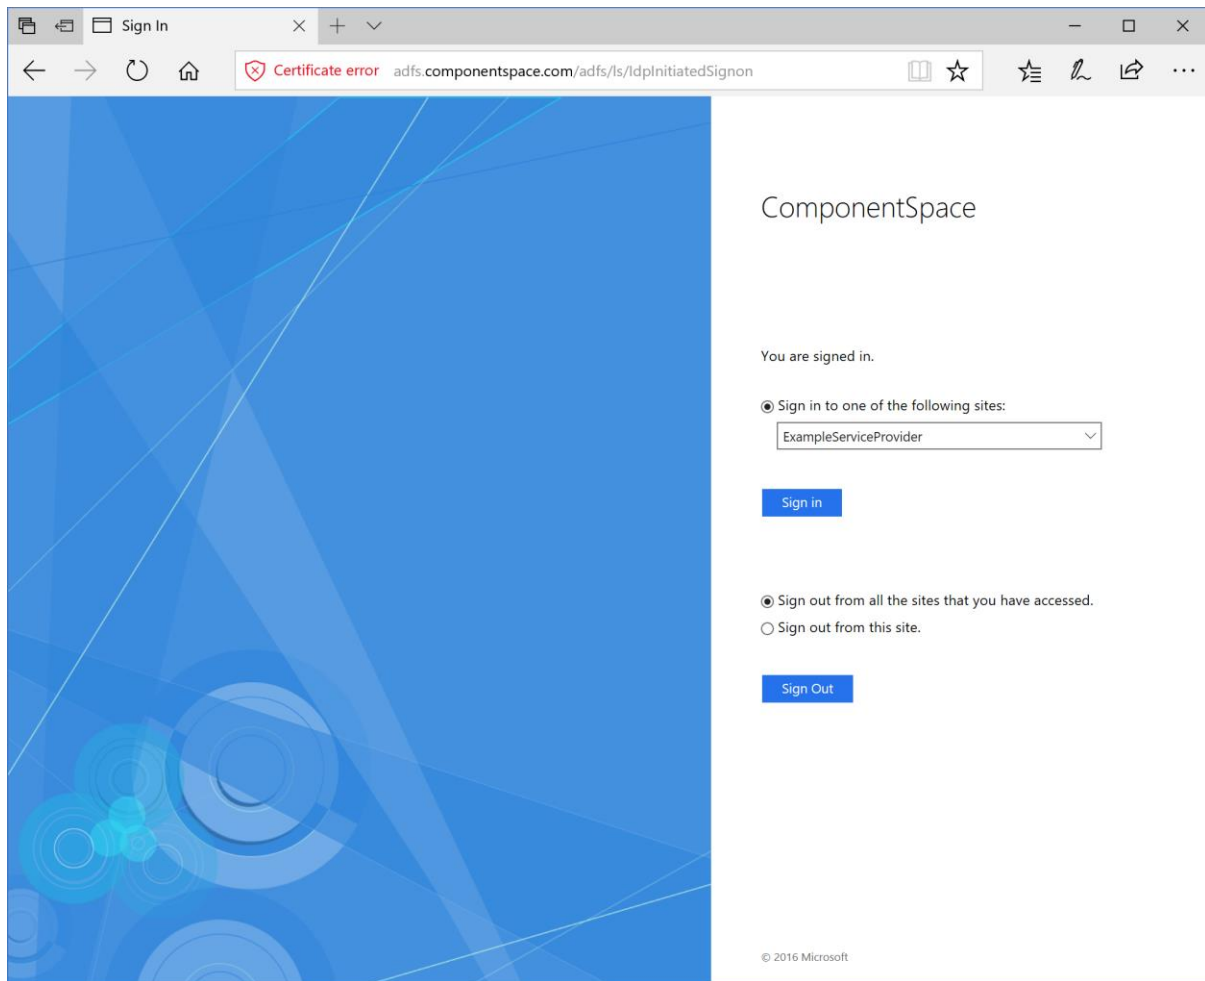 Sign In
Certificate error adfs.componentspace.com/adfs/ls/IdpInitiatedSignon
ComponentSpace
You are signed in.
Sign in to one of the following sites:
ExampleServiceProvider
Sign in
Sign out from all the sites that you have accessed.
Sign out from this site.
Sign Out
© 2016 Microsoft